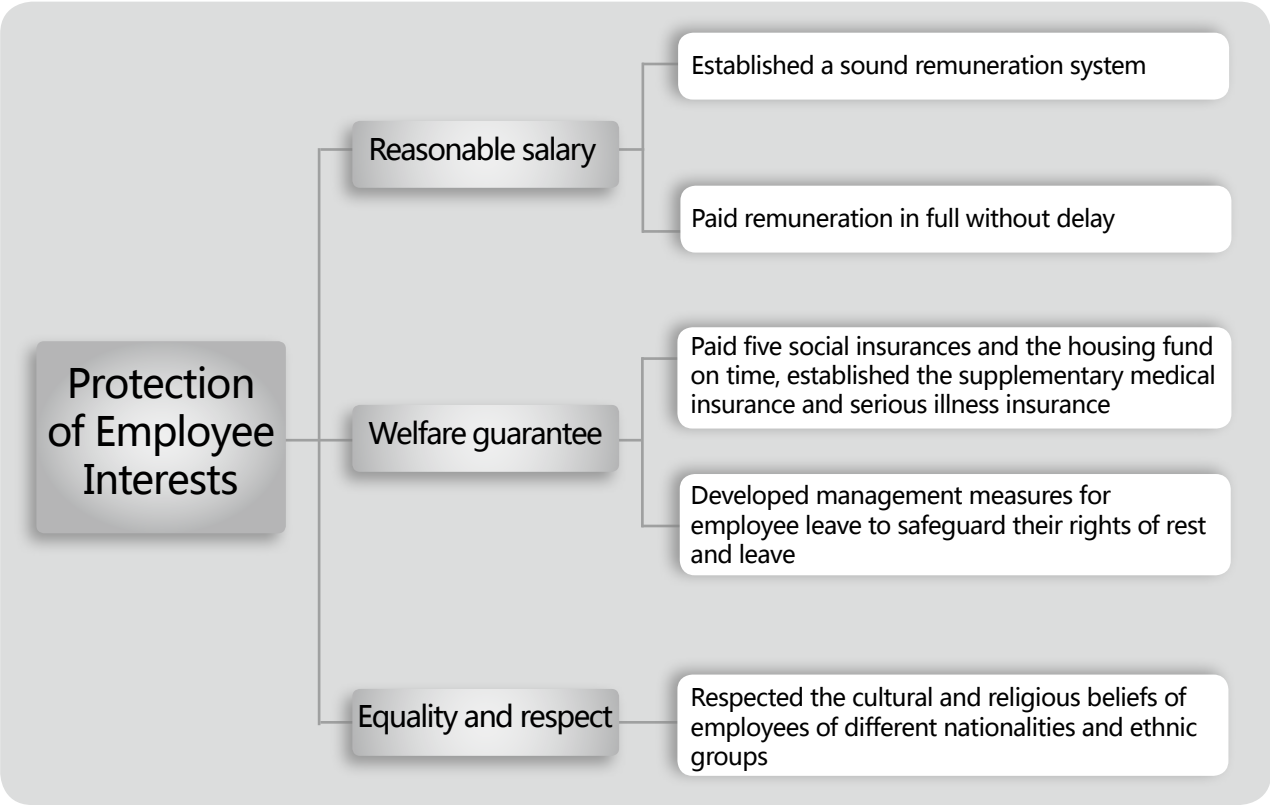 Protection
of Employee
Interests
Reasonable salary
Established a sound remuneration system
Paid remuneration in full without delay
Welfare guarantee
Paid five social insurances and the housing fund
on time, established the supplementary medical
insurance and serious illness insurance
Developed management measures for
employee leave to safeguard their rights of rest
and leave
Equality and respect
Respected the cultural and religious beliefs of
employees of different nationalities and ethnic
groups